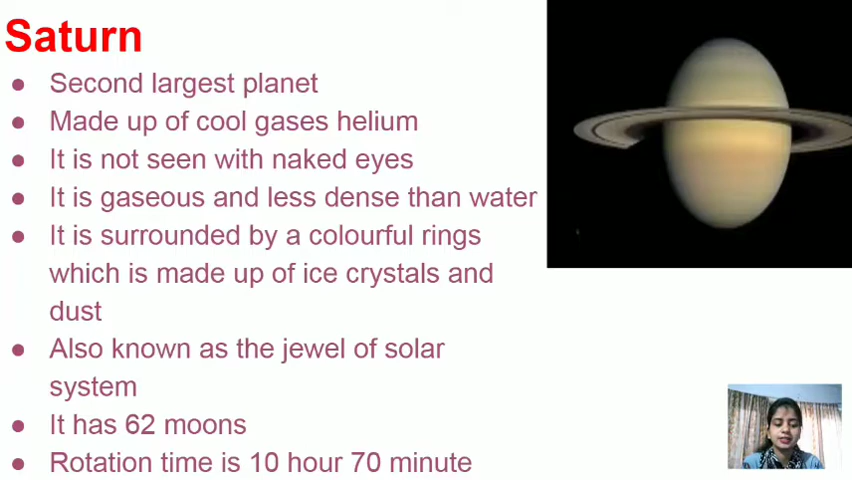 Saturn
● Second largest planet
● Made up of cool gases helium
● It is not seen with naked eyes
● It is gaseous and less dense than water
● It is surrounded by a colourful rings
which is made up of ice crystals and
dust
● Also known as the jewel of solar
system
● It has 62 moons
● Rotation time is 10 hour 70 minute